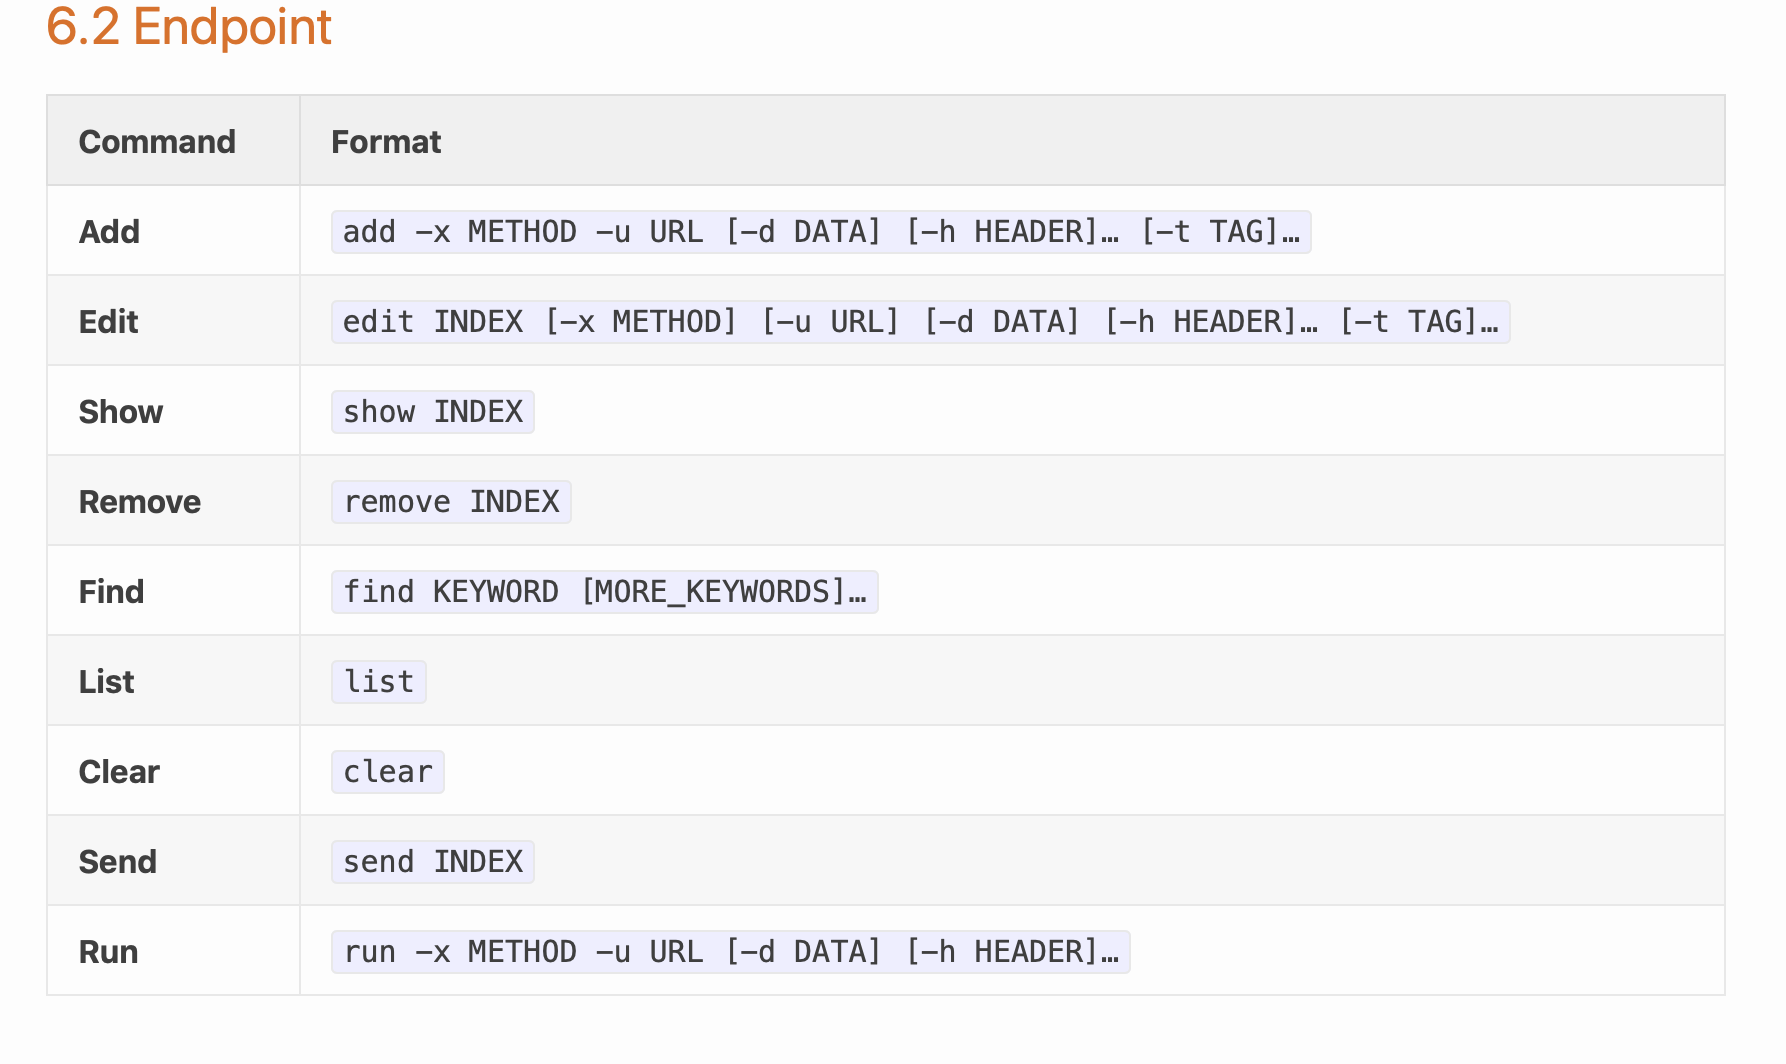 6.2 Endpoint
Command Format
Add add -x METHOD -u URL [-d DATA] [-h HEADER]… [-t TAG]…
Edit edit INDEX [-x METHOD] [-u URL] [-d DATA] [-h HEADER]… [-t TAG]…
Show show INDEX
Remove remove INDEX
Find find KEYWORD [MORE_KEYWORDS]…
List list
Clear clear
Send send INDEX
Run run -x METHOD -u URL [-d DATA] [-h HEADER]…